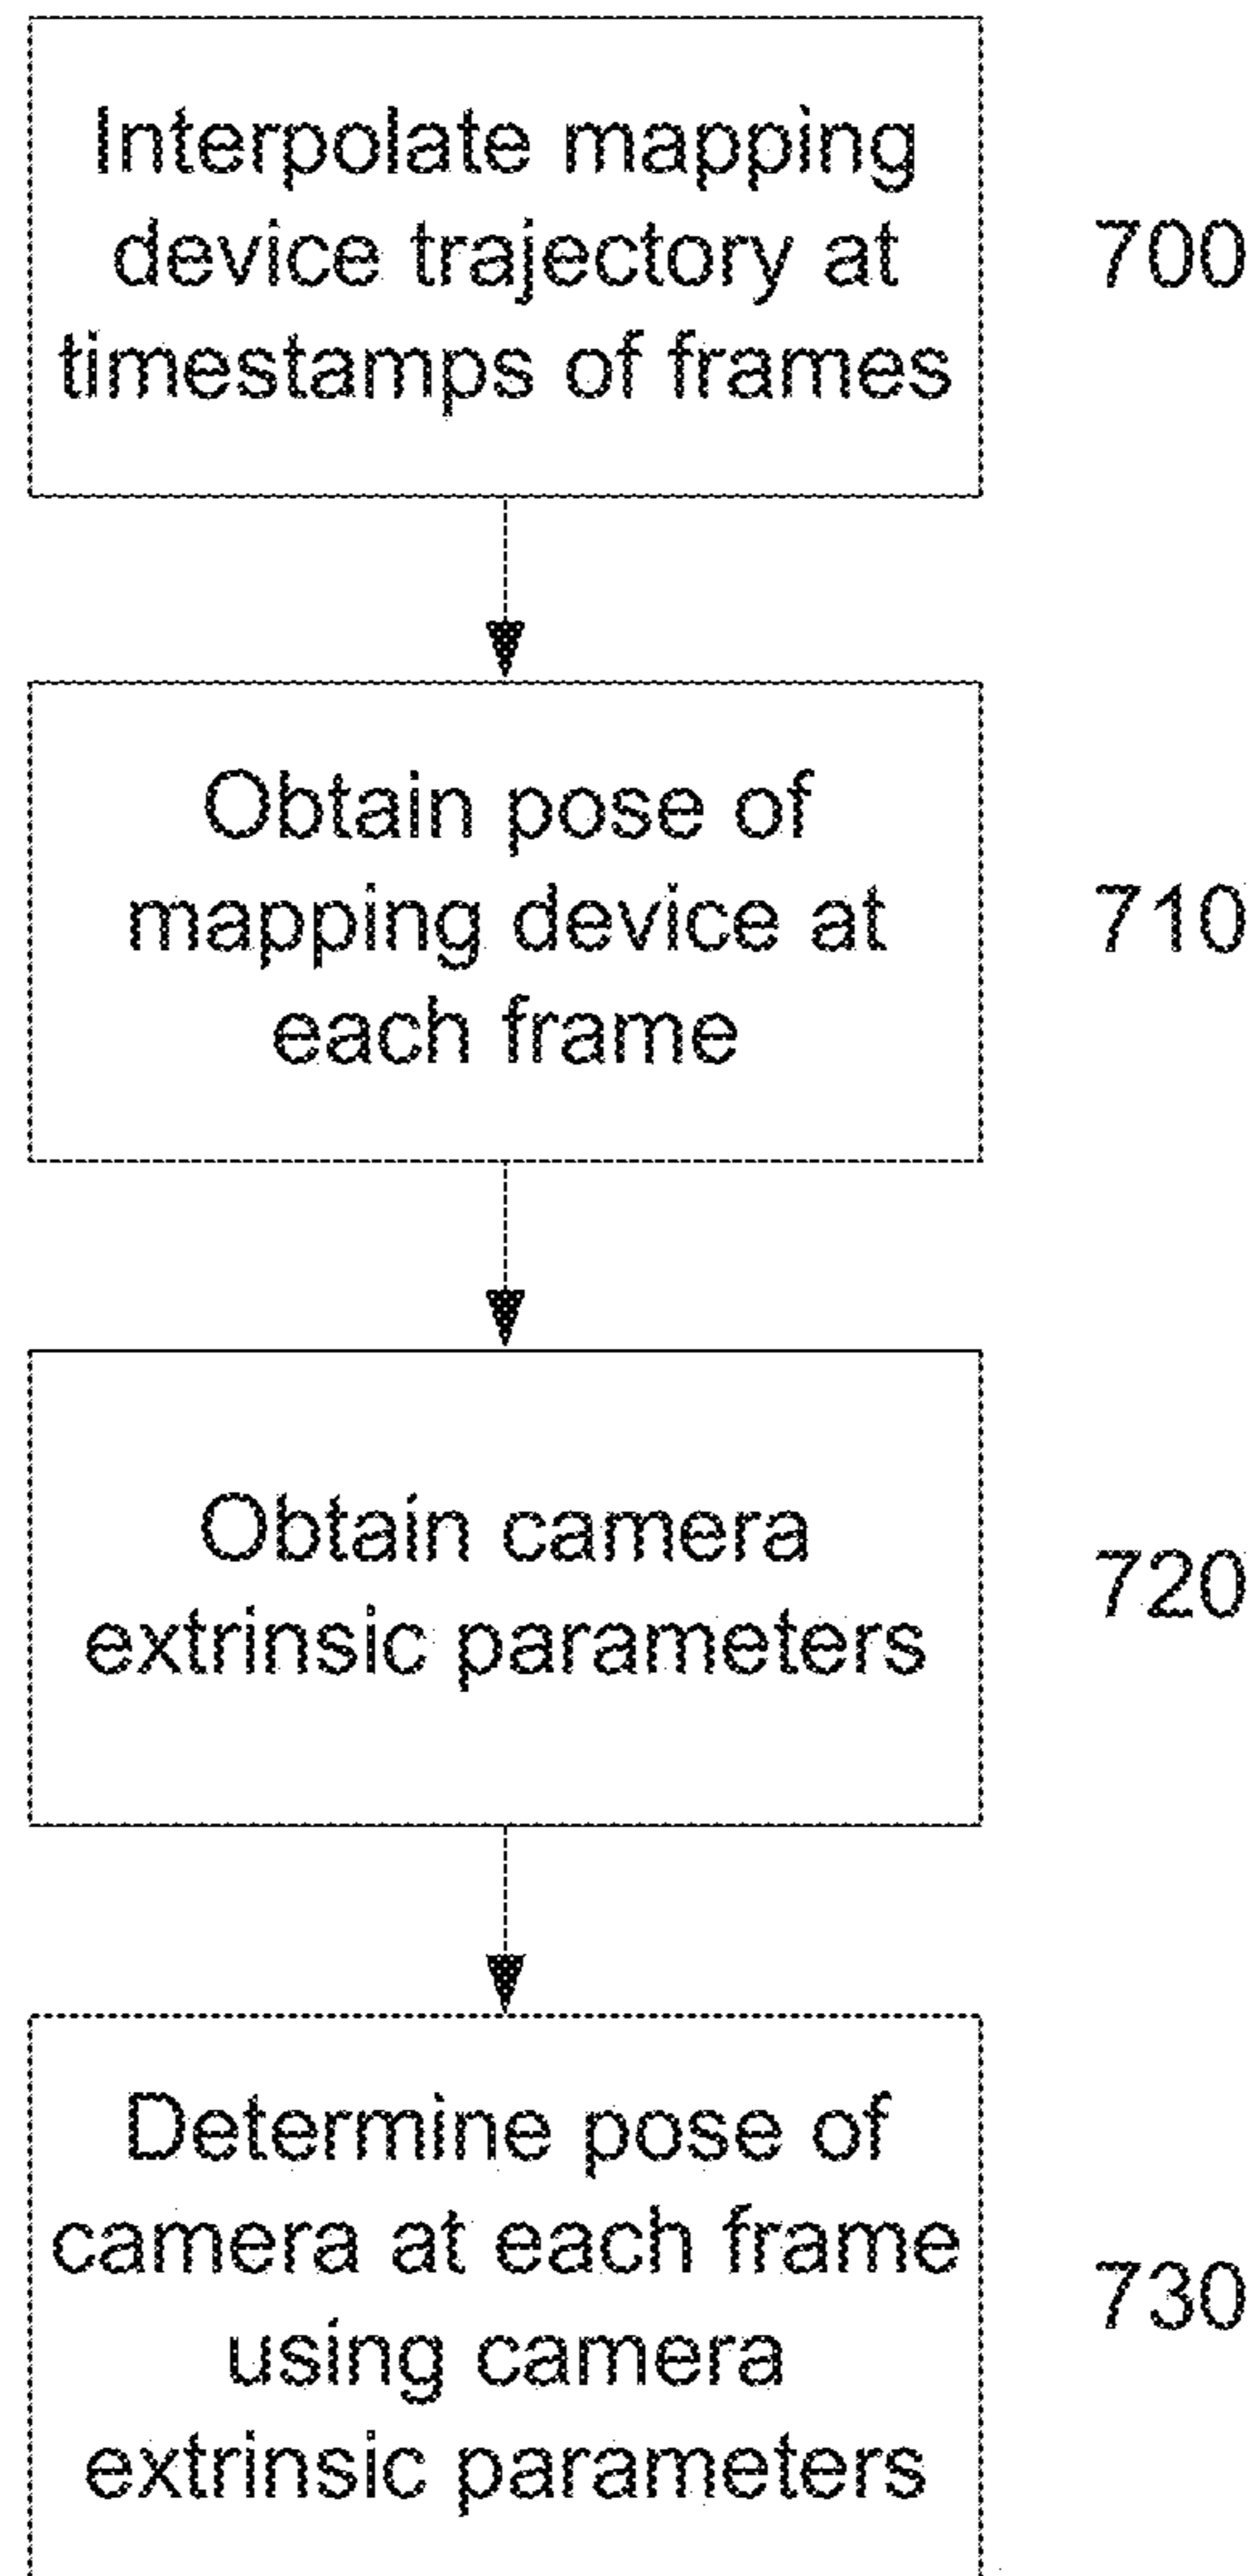 Interpolate mapping
device trajectory at
timestamps of frames
700
Obtain pose of
mapping device at
each frame
710
Obtain camera
extrinsic parameters
720
Determine pose of
camera at each frame
using camera
extrinsic parameters
730